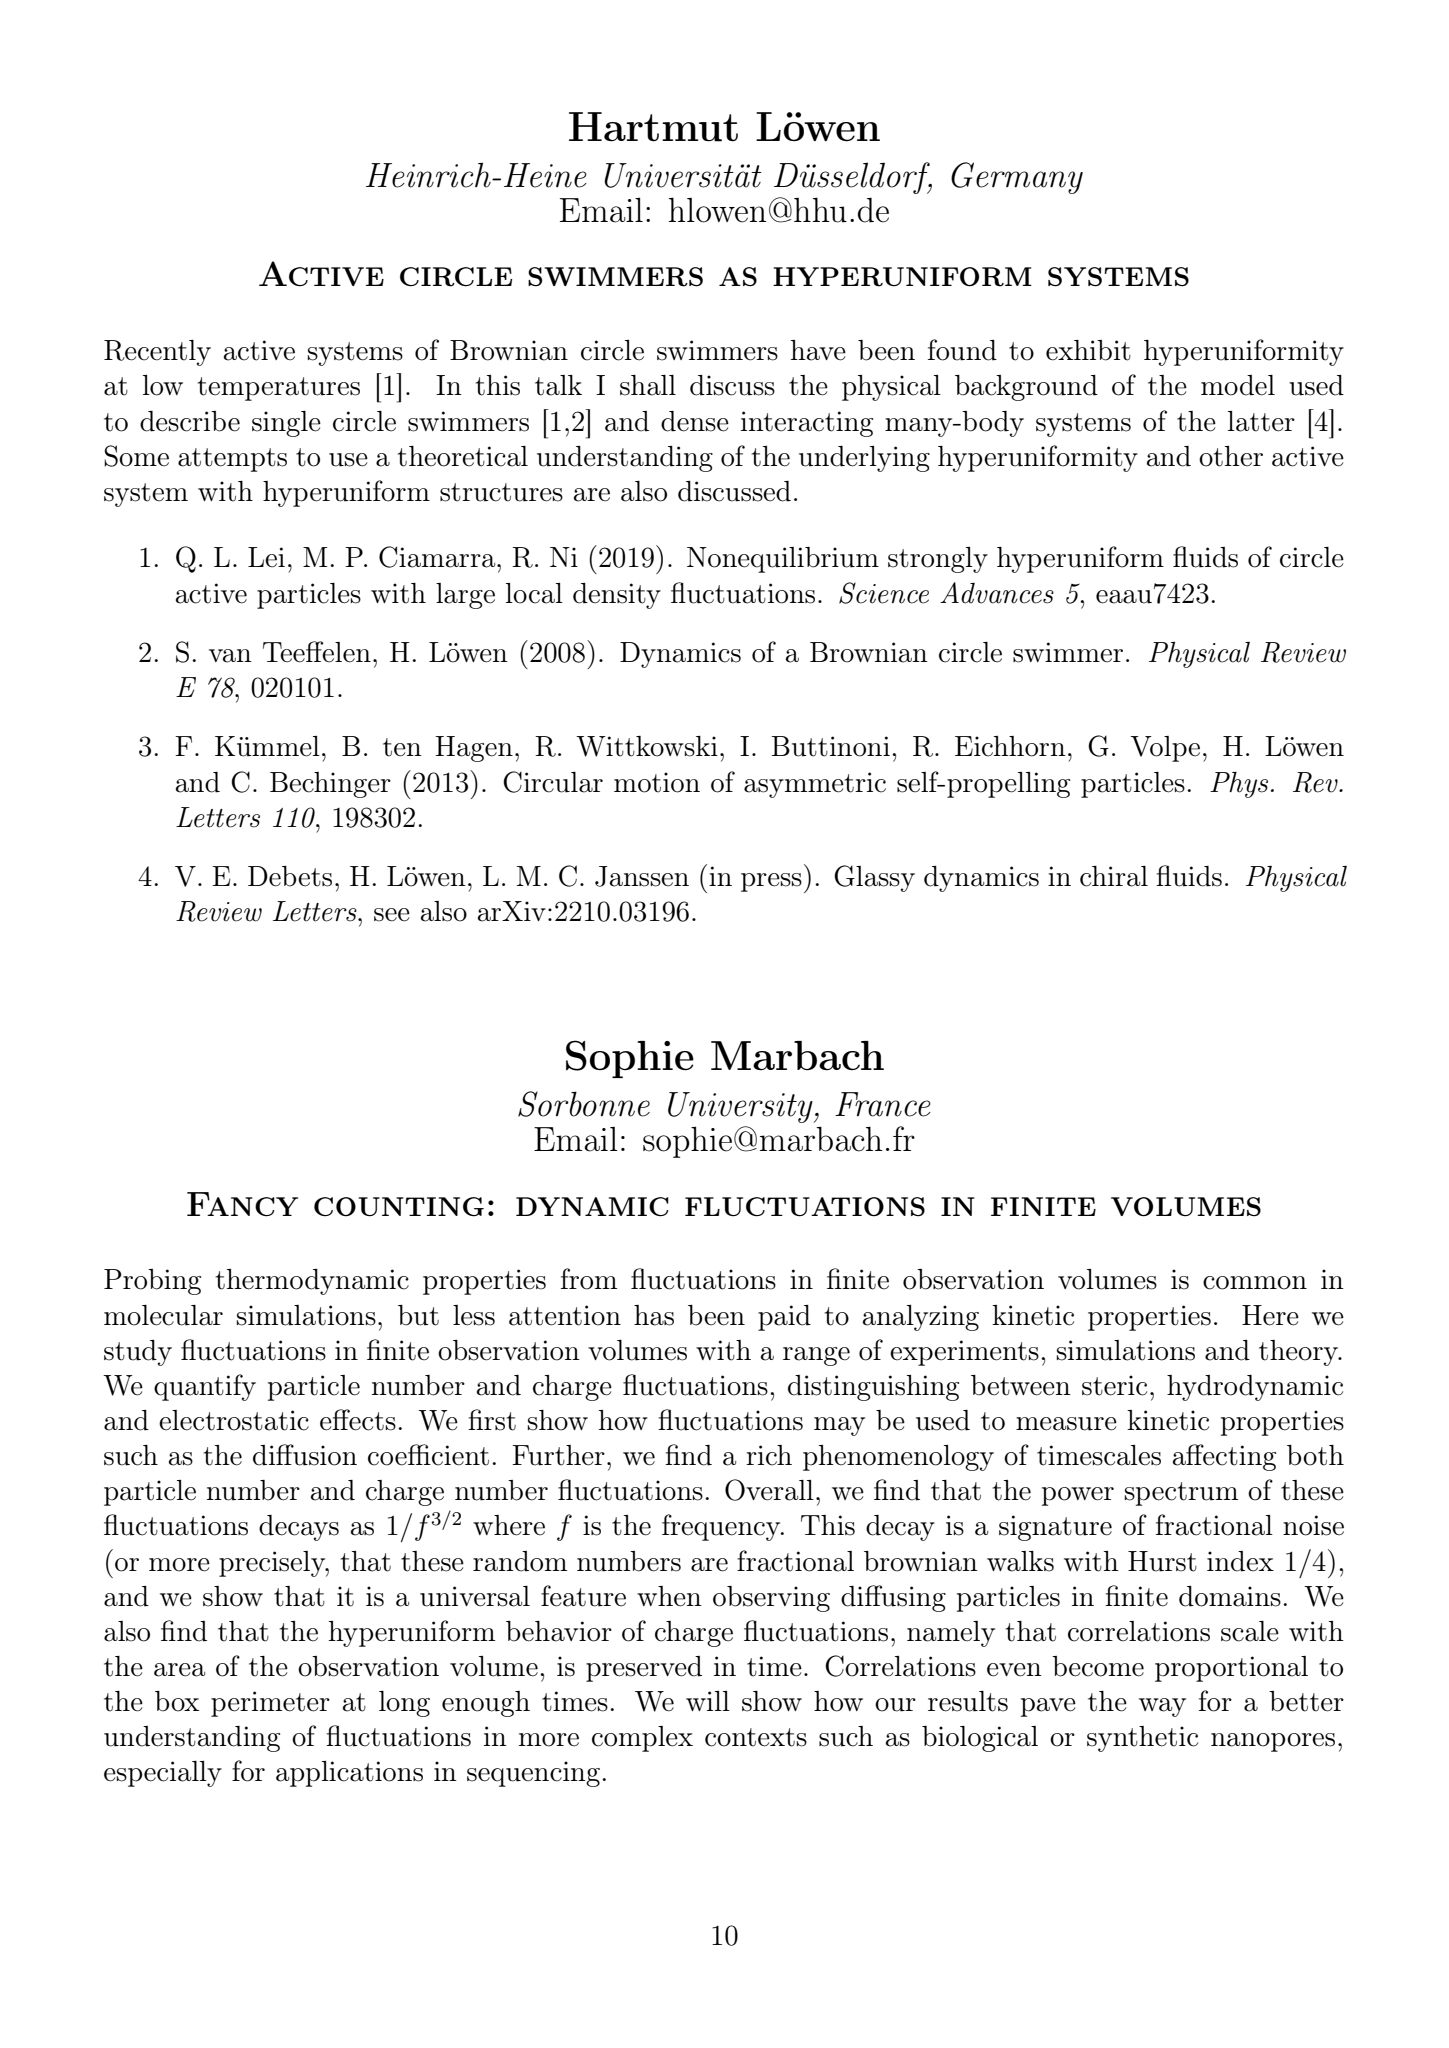 Hartmut Löwen
Heinrich-Heine Universität Düsseldorf, Germany
Email: hlowen@hhu.de
Active circle swimmers as hyperuniform systems
Recently active systems of Brownian circle swimmers have been found to exhibit hyperuniformity
at low temperatures [1]. In this talk I shall discuss the physical background of the model used
to describe single circle swimmers [1,2] and dense interacting many-body systems of the latter [4].
Some attempts to use a theoretical understanding of the underlying hyperuniformity and other active
system with hyperuniform structures are also discussed.
1. Q. L. Lei, M. P. Ciamarra, R. Ni (2019). Nonequilibrium strongly hyperuniform fluids of circle
active particles with large local density fluctuations. Science Advances 5, eaau7423.
2. S. van Teeffelen, H. Löwen (2008). Dynamics of a Brownian circle swimmer. Physical Review
E 78, 020101.
3. F. Kümmel, B. ten Hagen, R. Wittkowski, I. Buttinoni, R. Eichhorn, G. Volpe, H. Löwen
and C. Bechinger (2013). Circular motion of asymmetric self-propelling particles. Phys. Rev.
Letters 110, 198302.
4. V. E. Debets, H. Löwen, L. M. C. Janssen (in press). Glassy dynamics in chiral fluids. Physical
Review Letters, see also arXiv:2210.03196.
Sophie Marbach
Sorbonne University, France
Email: sophie@marbach.fr
Fancy counting: dynamic fluctuations in finite volumes
Probing thermodynamic properties from fluctuations in finite observation volumes is common in
molecular simulations, but less attention has been paid to analyzing kinetic properties. Here we
study fluctuations in finite observation volumes with a range of experiments, simulations and theory.
We quantify particle number and charge fluctuations, distinguishing between steric, hydrodynamic
and electrostatic effects. We first show how fluctuations may be used to measure kinetic properties
such as the diffusion coefficient. Further, we find a rich phenomenology of timescales affecting both
particle number and charge number fluctuations. Overall, we find that the power spectrum of these
fluctuations decays as 1/f^{3/2} where f is the frequency. This decay is a signature of fractional noise
(or more precisely, that these random numbers are fractional brownian walks with Hurst index 1/4),
and we show that it is a universal feature when observing diffusing particles in finite domains. We
also find that the hyperuniform behavior of charge fluctuations, namely that correlations scale with
the area of the observation volume, is preserved in time. Correlations even become proportional to
the box perimeter at long enough times. We will show how our results pave the way for a better
understanding of fluctuations in more complex contexts such as biological or synthetic nanopores,
especially for applications in sequencing.
10